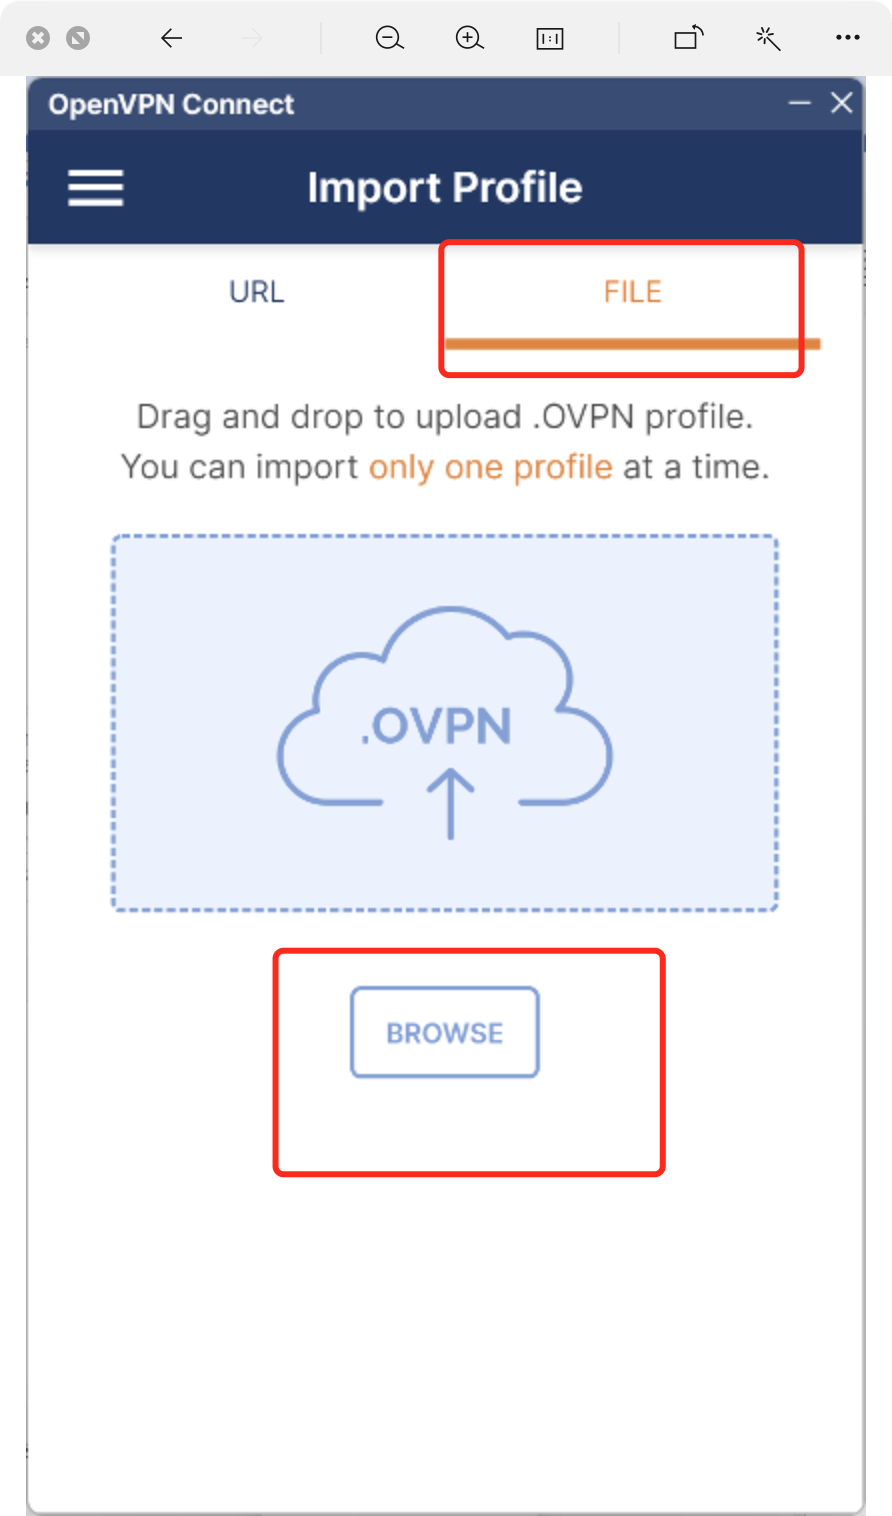 OpenVPN Connect
Import Profile
URL
FILE
Drag and drop to upload .OVPN profile.
You can import only one profile at a time.
.OVPN
BROWSE